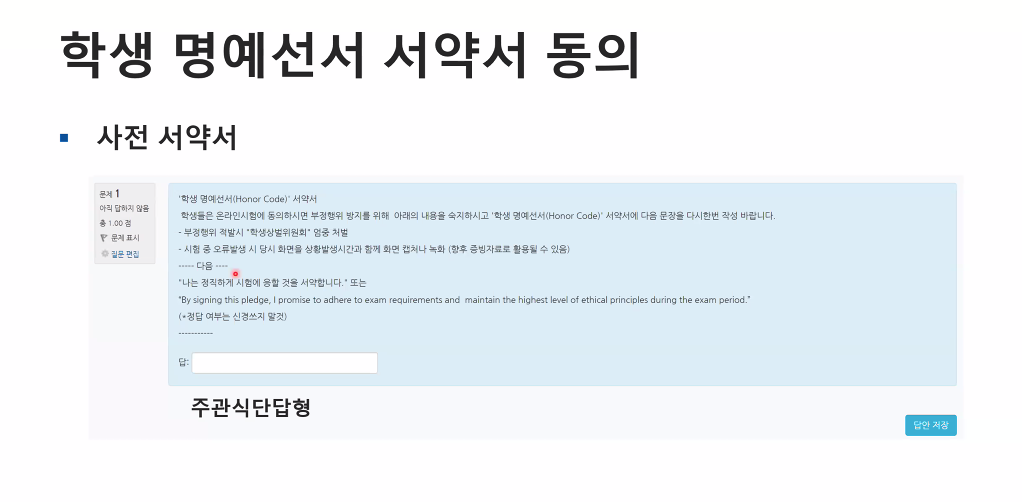 학생 명예선서 서약서 동의
사전 서약서
문제 1
아직 답하지 않음
총 1.00 점
문제 표시
질문 편집
'학생 명예선서(Honor Code)' 서약서
학생들은 온라인시험에 동의하시면 부정행위 방지를 위해 아래의 내용을 숙지하시고 '학생 명예선서(Honor Code)' 서약서에 다음 문장을 다시한번 작성 바랍니다.
- 부정행위 적발시 "학생상벌위원회" 엄중 처벌
- 시험 중 오류발생 시 당시 화면을 상황발생시간과 함께 화면 캡처나 녹화 (향후 증빙자료로 활용될 수 있음)
----- 다음 ----
"나는 정직하게 시험에 응할 것을 서약합니다." 또는
"By signing this pledge, I promise to adhere to exam requirements and maintain the highest level of ethical principles during the exam period."
(*정답 여부는 신경쓰지 말것)
-----------
답:
주관식단답형
답안 저장